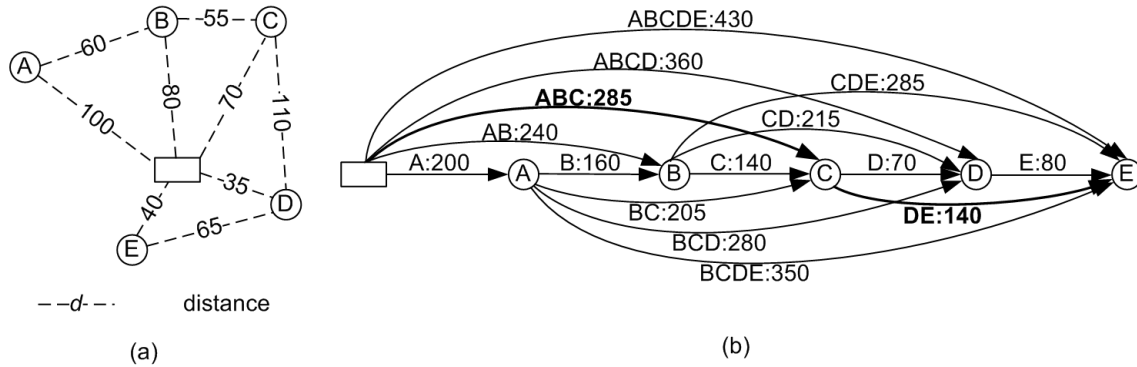 B
55
C
60
A
80
70
100
110
35
D
40
65
E
d
distance
(a)
ABCDE:430
ABCD:360
CDE:285
ABC:285
CD:215
AB:240
A:200
B:160
C:140
D:70
E:80
A
B
C
D
E
BC:205
DE:140
BCD:280
BCDE:350
(b)